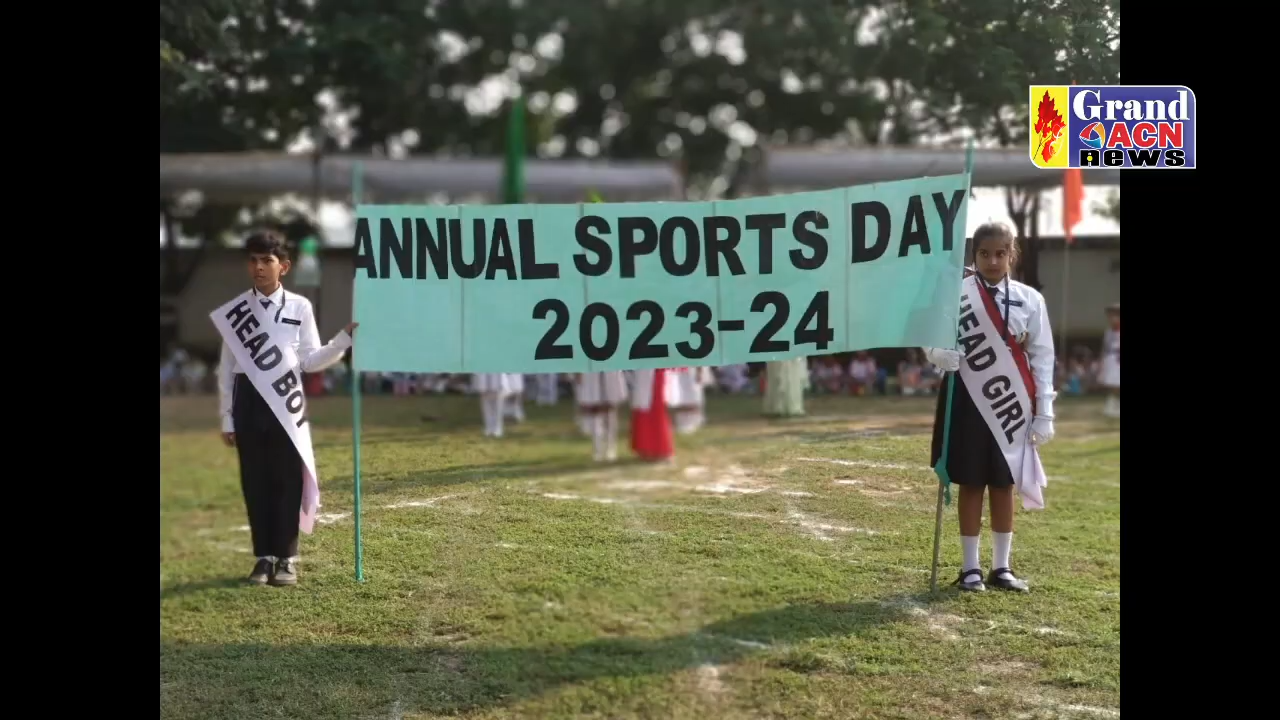 Grand
ACN
news
ANNUAL SPORTS DAY
2023-24
HEAD BOY
HEAD GIRL